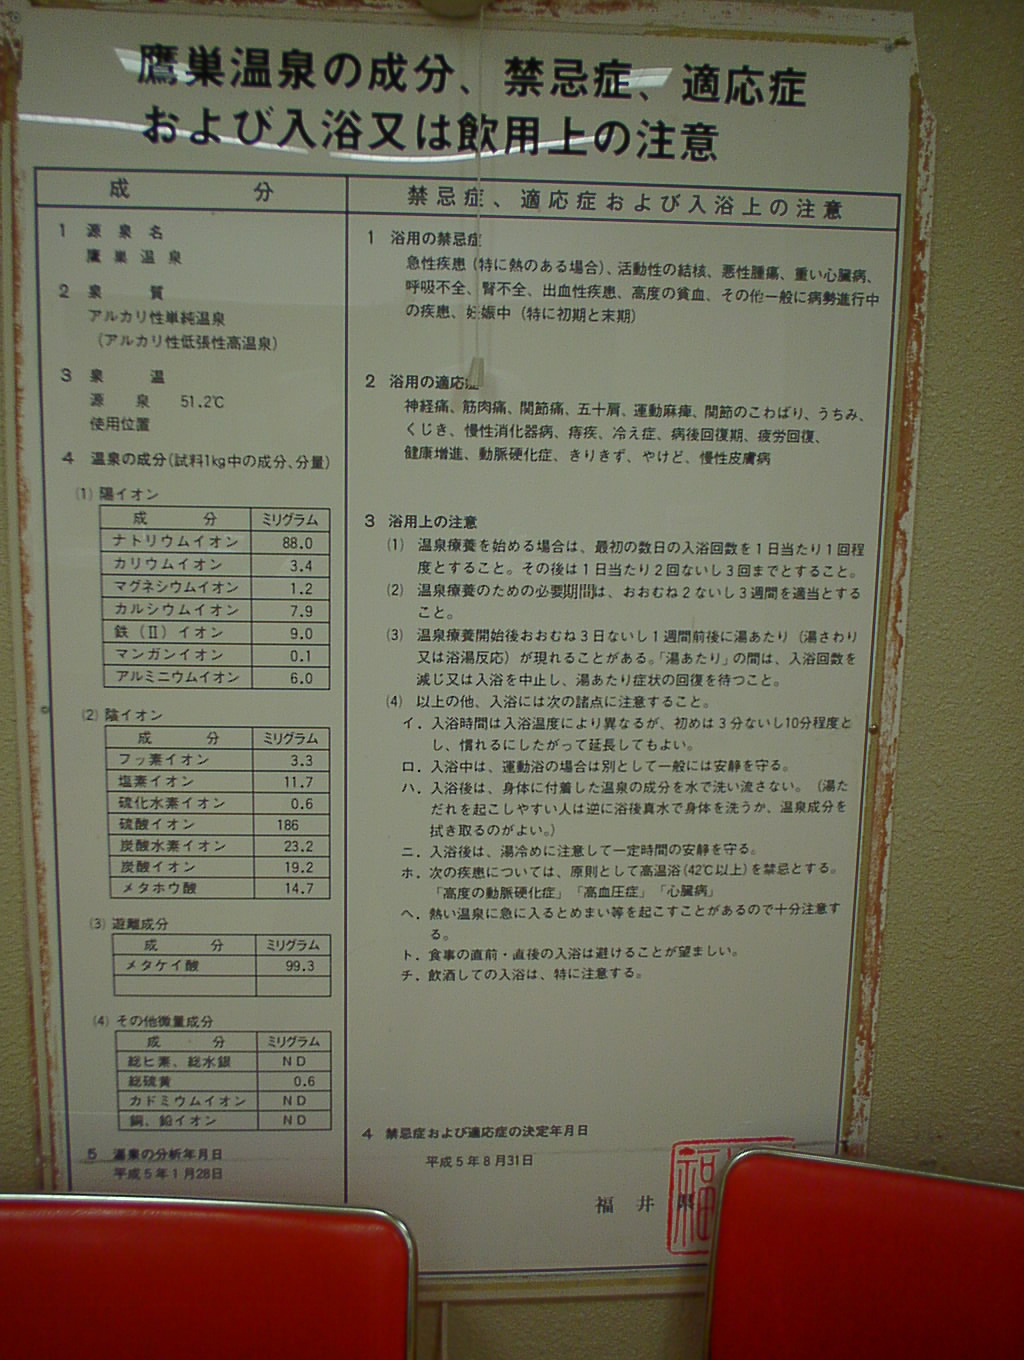 鷹巣温泉の成分、禁忌症、適応症
および入浴又は飲用上の注意
成 分
1 源泉名
鷹巣温泉
2 泉 質
アルカリ性単純温泉
(アルカリ性低張性高温泉)
3 泉 温
源 泉 51.2℃
使用位置
4 温泉の成分(試料1kg中の成分、分量)
(1) 陽イオン
成 分 ミリグラム
ナトリウムイオン 88.0
カリウムイオン 3.4
マグネシウムイオン 1.2
カルシウムイオン 7.9
鉄(Ⅱ)イオン 9.0
マンガンイオン 0.1
アルミニウムイオン 6.0
(2) 陰イオン
成 分 ミリグラム
フッ素イオン 3.3
塩素イオン 11.7
硫化水素イオン 0.6
硫酸イオン 186
炭酸水素イオン 23.2
炭酸イオン 19.2
メタホウ酸 14.7
(3) 遊離成分
成 分 ミリグラム
メタケイ酸 99.3
(4) その他微量成分
成 分 ミリグラム
総ヒ素、総水銀 ND
総硫黄 0.6
カドミウムイオン ND
銅、鉛イオン ND
5 温泉の分析年月日
平成5年1月28日
禁忌症、適応症および入浴上の注意
1 浴用の禁忌症
急性疾患(特に熱のある場合)、活動性の結核、悪性腫瘍、重い心臓病、
呼吸不全、腎不全、出血性疾患、高度の貧血、その他一般に病勢進行中
の疾患、妊娠中(特に初期と末期)
2 浴用の適応症
神経痛、筋肉痛、関節痛、五十肩、運動麻痺、関節のこわばり、うちみ、
くじき、慢性消化器病、痔疾、冷え症、病後回復期、疲労回復、
健康増進、動脈硬化症、きりきず、やけど、慢性皮膚病
3 浴用上の注意
(1) 温泉療養を始める場合は、最初の数日の入浴回数を1日当たり1回程
度とすること。その後は1日当たり2回ないし3回までとすること。
(2) 温泉療養のための必要期間は、おおむね2ないし3週間を適当とする
こと。
(3) 温泉療養開始後おおむね3日ないし1週間前後に湯あたり(湯さわり
又は浴湯反応)が現れることがある。「湯あたり」の間は、入浴回数を
減じ又は入浴を中止し、湯あたり症状の回復を待つこと。
(4) 以上の他、入浴には次の諸点に注意すること。
イ．入浴時間は入浴温度により異なるが、初めは3分ないし10分程度と
し、慣れるにしたがって延長してもよい。
ロ．入浴中は、運動浴の場合は別として一般には安静を守る。
ハ．入浴後は、身体に付着した温泉の成分を水で洗い流さない。(湯た
だれを起こしやすい人は逆に浴後真水で身体を洗うか、温泉成分を
拭き取るのがよい。)
ニ．入浴後は、湯冷めに注意して一定時間の安静を守る。
ホ．次の疾患については、原則として高温浴(42℃以上)を禁忌とする。
「高度の動脈硬化症」「高血圧症」「心臓病」
ヘ．熱い温泉に急に入るとめまい等を起こすことがあるので十分注意す
る。
ト．食事の直前・直後の入浴は避けることが望ましい。
チ．飲酒しての入浴は、特に注意する。
4 禁忌症および適応症の決定年月日
平成5年8月31日
福井県